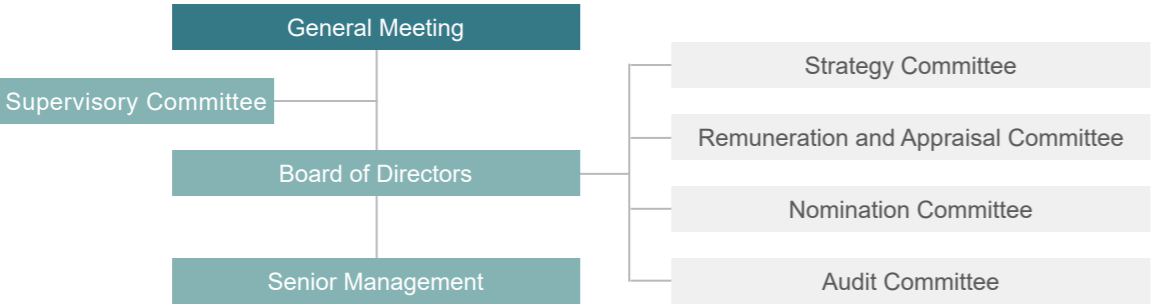 General Meeting
Supervisory Committee
Board of Directors
Senior Management
Strategy Committee
Remuneration and Appraisal Committee
Nomination Committee
Audit Committee